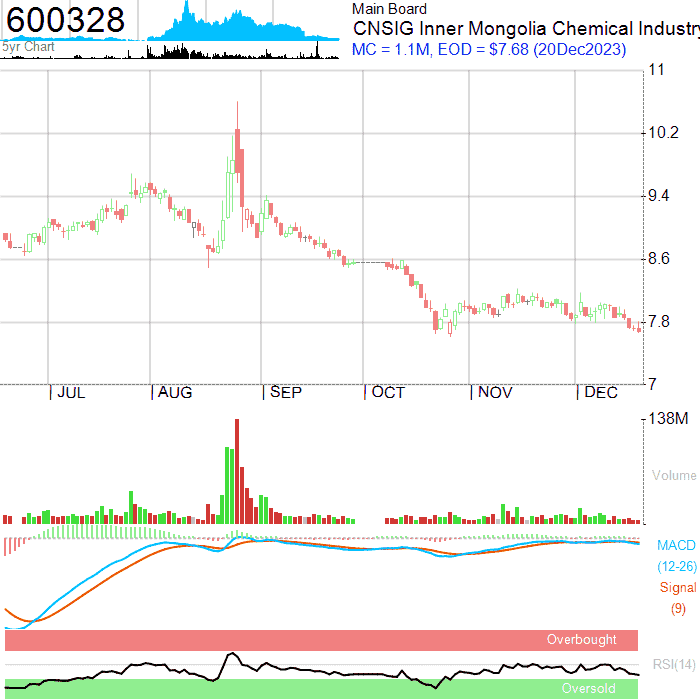 600328
5yr Chart
Main Board
CNSIG Inner Mongolia Chemical Industry
MC = 1.1M, EOD = $7.68 (20Dec2023)
11
10.2
9.4
8.6
7.8
7
JUL AUG SEP OCT NOV DEC
138M
Volume
MACD
(12-26)
Signal
(9)
Overbought
RSI(14)
Oversold